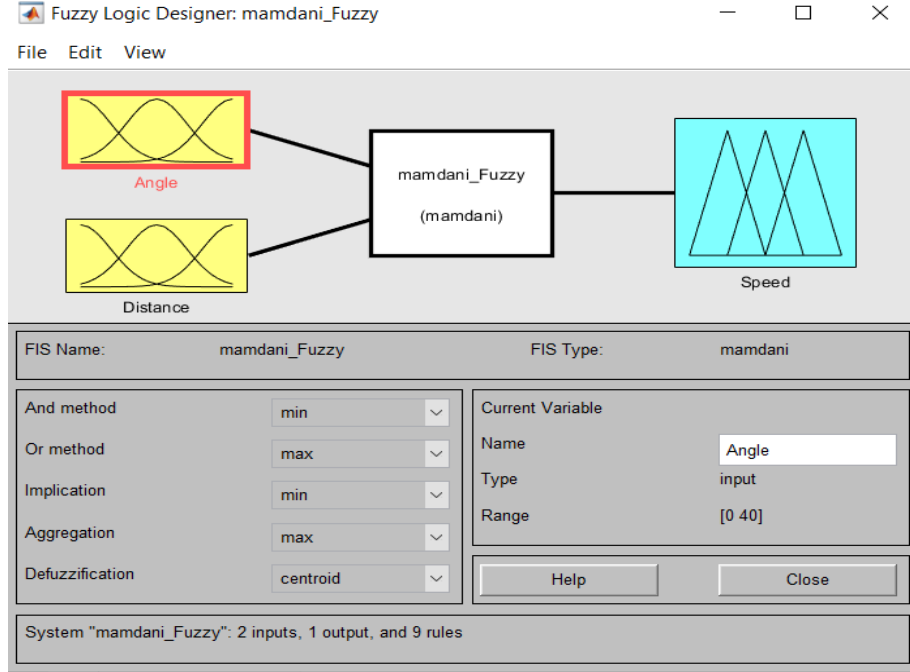 Fuzzy Logic Designer: mamdani_Fuzzy
File Edit View
Angle
Distance
mamdani_Fuzzy
(mamdani)
Speed
FIS Name: mamdani_Fuzzy FIS Type: mamdani
And method min
Or method max
Implication min
Aggregation max
Defuzzification centroid
Current Variable
Name Angle
Type input
Range [0 40]
Help Close
System "mamdani_Fuzzy": 2 inputs, 1 output, and 9 rules